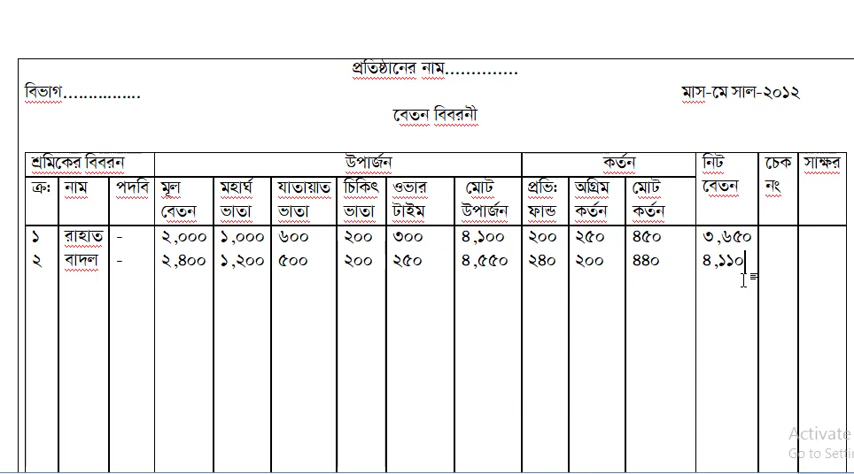 প্রতিষ্ঠানের নাম..............
বিভাগ................ মাস-মে সাল-২০১২
বেতন বিবরনী
শ্রমিকের বিবরন উপার্জন কর্তন নিট বেতন চেক নং সাক্ষর
ক্র: নাম পদবি মূল বেতন মহার্ঘ ভাতা যাতায়াত ভাতা চিকিৎ ভাতা ওভার টাইম মোট উপার্জন প্রভি: ফান্ড অগ্রিম কর্তন মোট কর্তন
১ রাহাত - ২,০০০ ১,০০০ ৬০০ ২০০ ৩০০ ৪,১০০ ২০০ ২৫০ ৪৫০ ৩,৬৫০
২ বাদল - ২,৪০০ ১,২০০ ৫০০ ২০০ ২৫০ ৪,৫৫০ ২৪০ ২০০ ৪৪০ ৪,১১০
Activate
Go to Setti